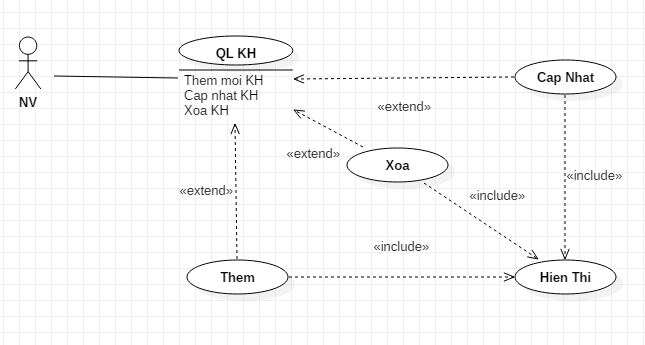 QL KH
Them moi KH
Cap nhat KH
Xoa KH
NV
Cap Nhat
«extend»
«extend»
Xoa
«include»
«extend»
«include»
«include»
Them
Hien Thi